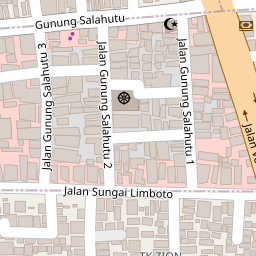 Gunung Salahutu
Jalan Gunung Salahutu 3
Jalan Gunung Salahutu 2
Jalan Gunung Salahutu 1
Jalan
Jalan Sungai Limboto
TK ZION